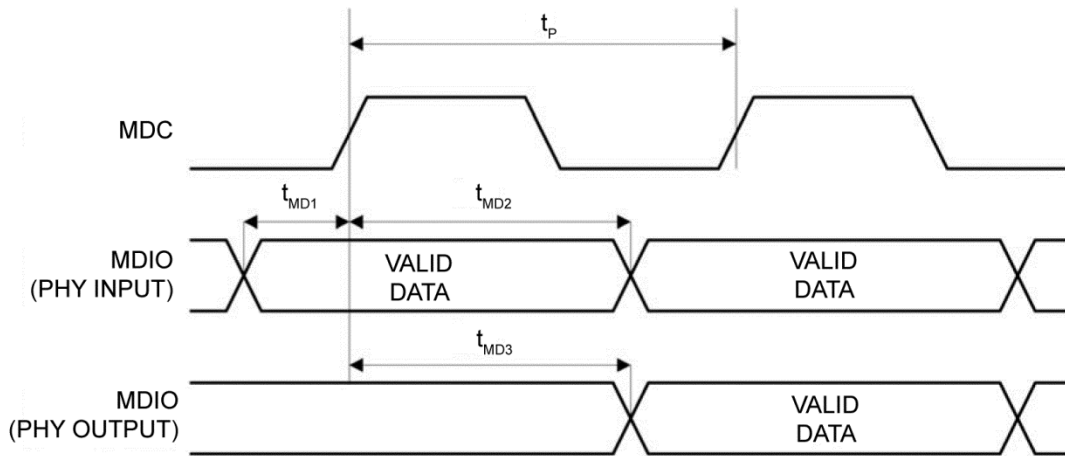 tP
MDC
tMD1
tMD2
MDIO
(PHY INPUT)
VALID
DATA
VALID
DATA
tMD3
MDIO
(PHY OUTPUT)
VALID
DATA